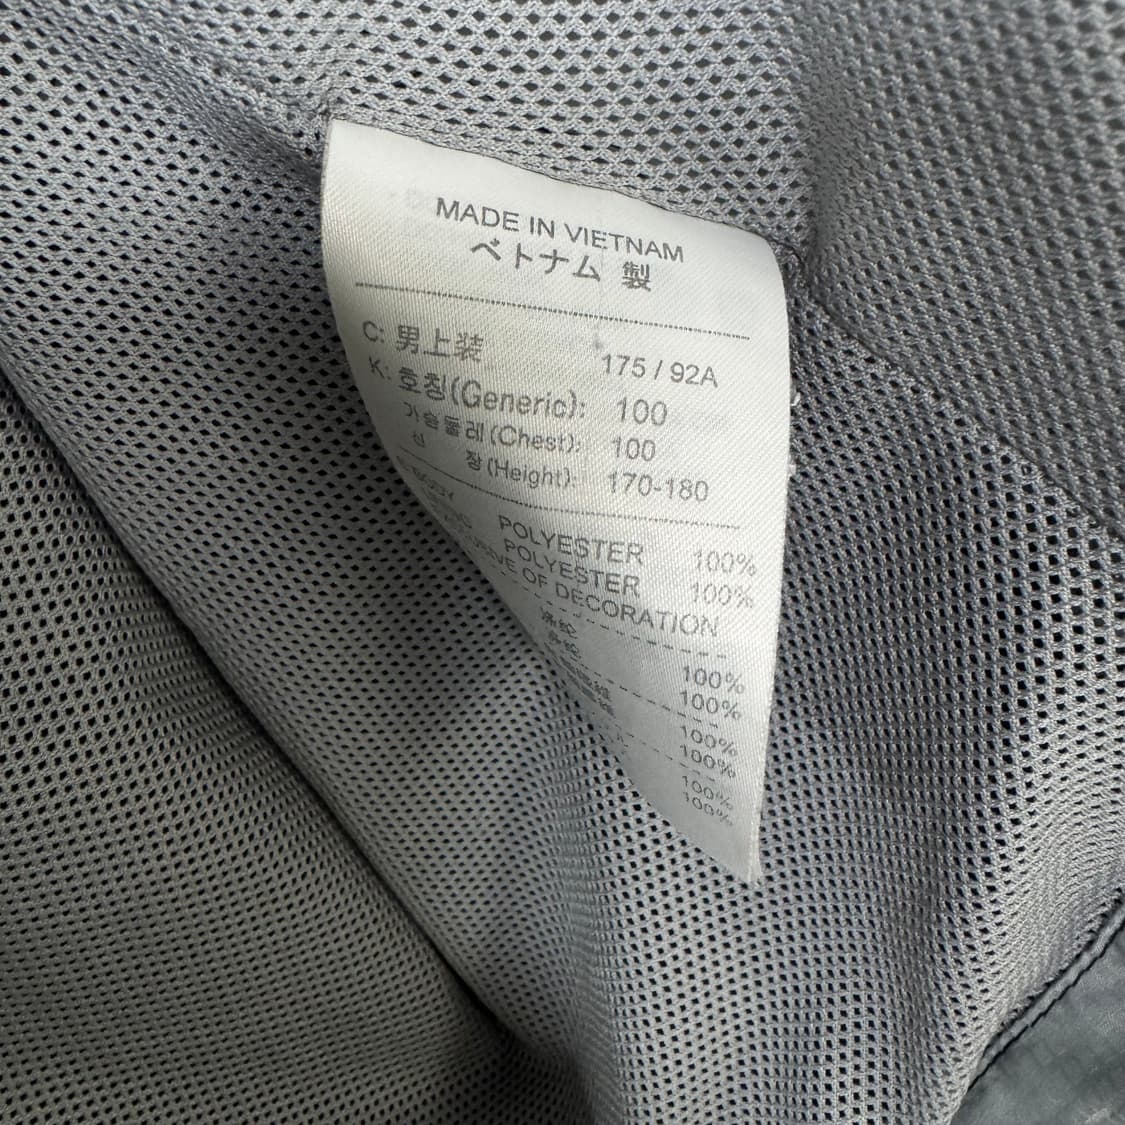 MADE IN VIETNAM
ベトナム 製
C: 男上装 175 / 92A
K: 호칭(Generic): 100
가슴둘레(Chest): 100
신 장(Height): 170-180
BODY POLYESTER 100%
POLYESTER 100%
OF DECORATION
100%
100%
100%
100%
100%
100%